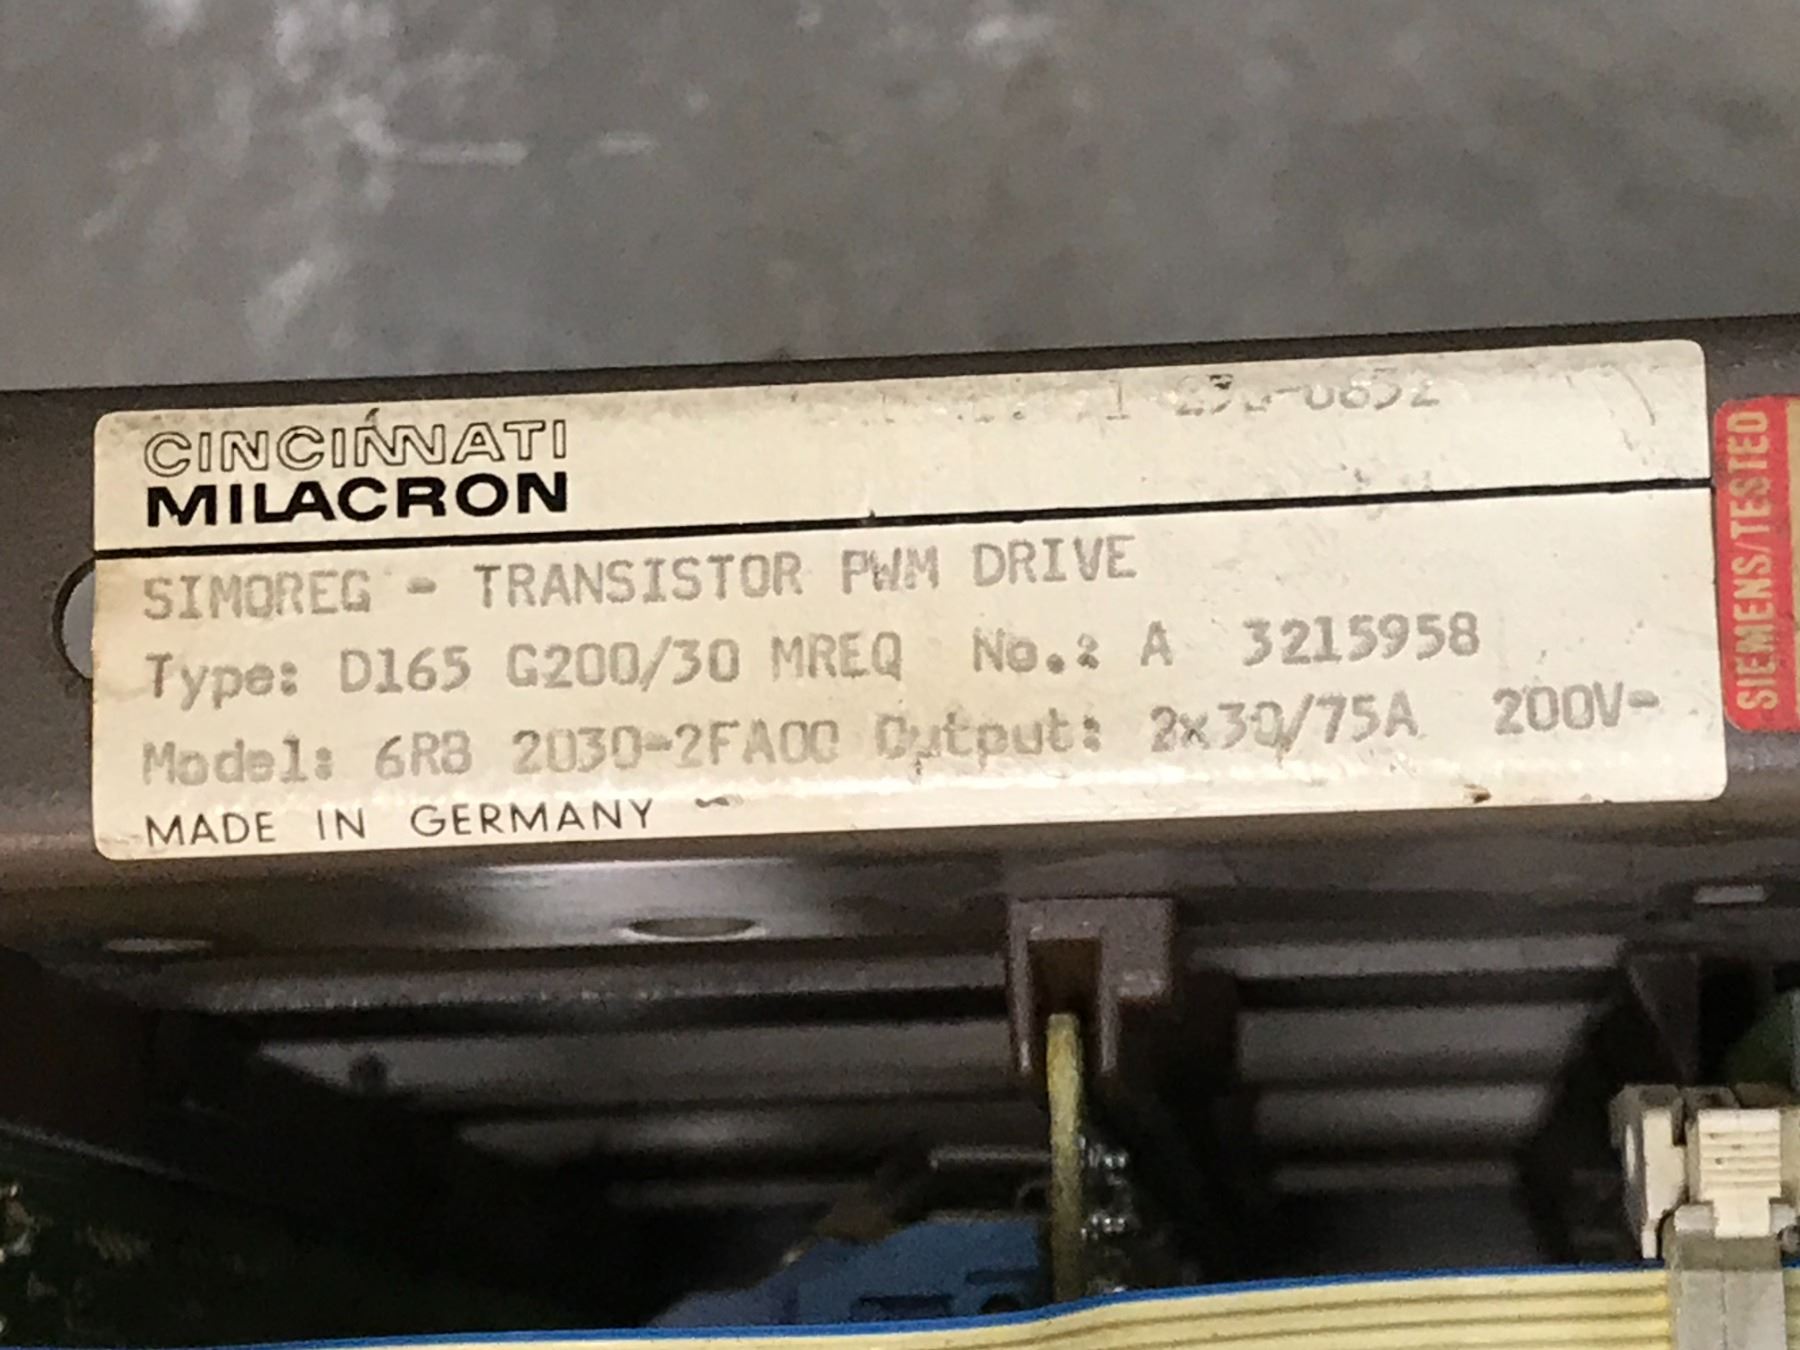 CINCINNATI
MILACRON
SIMOREG - TRANSISTOR PWM DRIVE
Type: D165 G200/30 MREQ No.: A 3215958
Model: 6RB 2030-2FA00 Output: 2x30/75A 200V-
MADE IN GERMANY
SIEMENS/TESTED